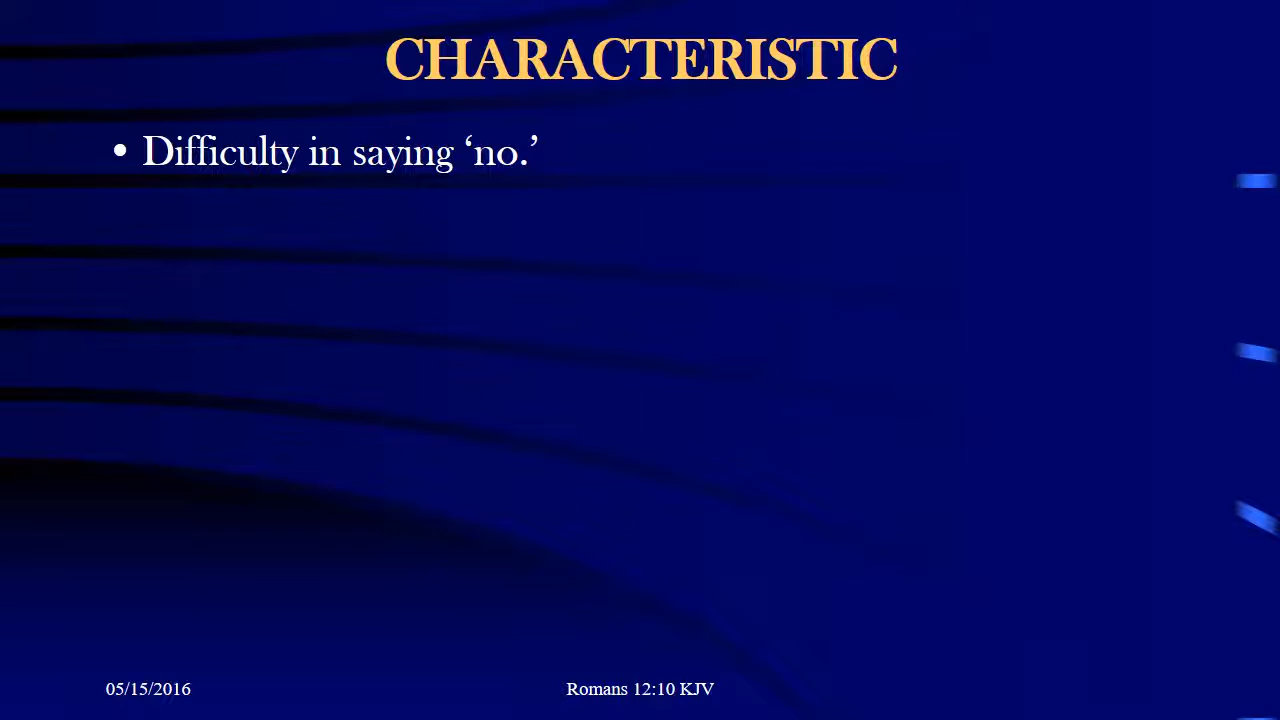 CHARACTERISTIC
• Difficulty in saying ‘no.’
05/15/2016
Romans 12:10 KJV